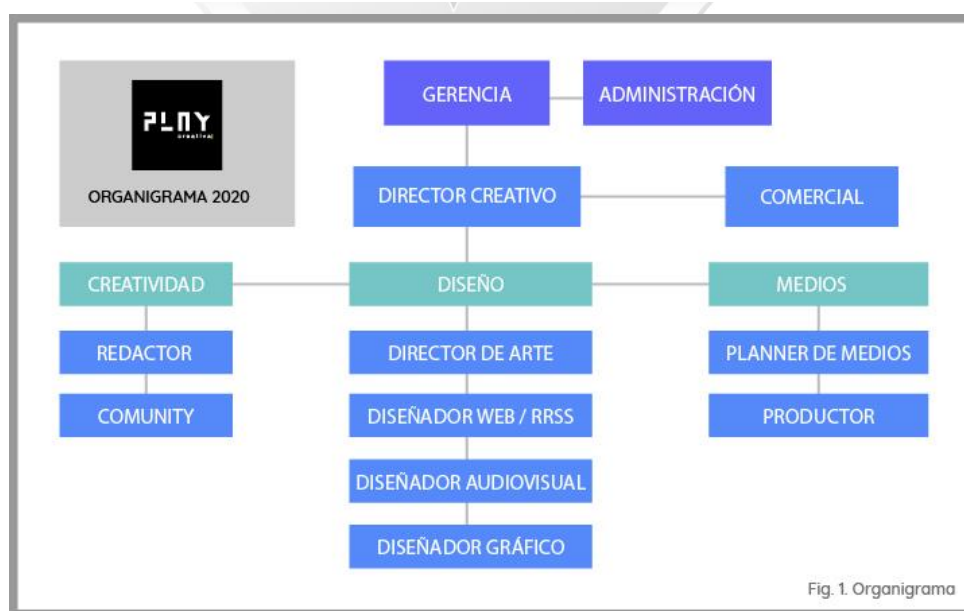 PLAY
creativa
ORGANIGRAMA 2020
GERENCIA
ADMINISTRACIÓN
DIRECTOR CREATIVO
COMERCIAL
CREATIVIDAD
DISEÑO
MEDIOS
REDACTOR
DIRECTOR DE ARTE
PLANNER DE MEDIOS
COMUNITY
DISEÑADOR WEB / RRSS
PRODUCTOR
DISEÑADOR AUDIOVISUAL
DISEÑADOR GRÁFICO
Fig. 1. Organigrama